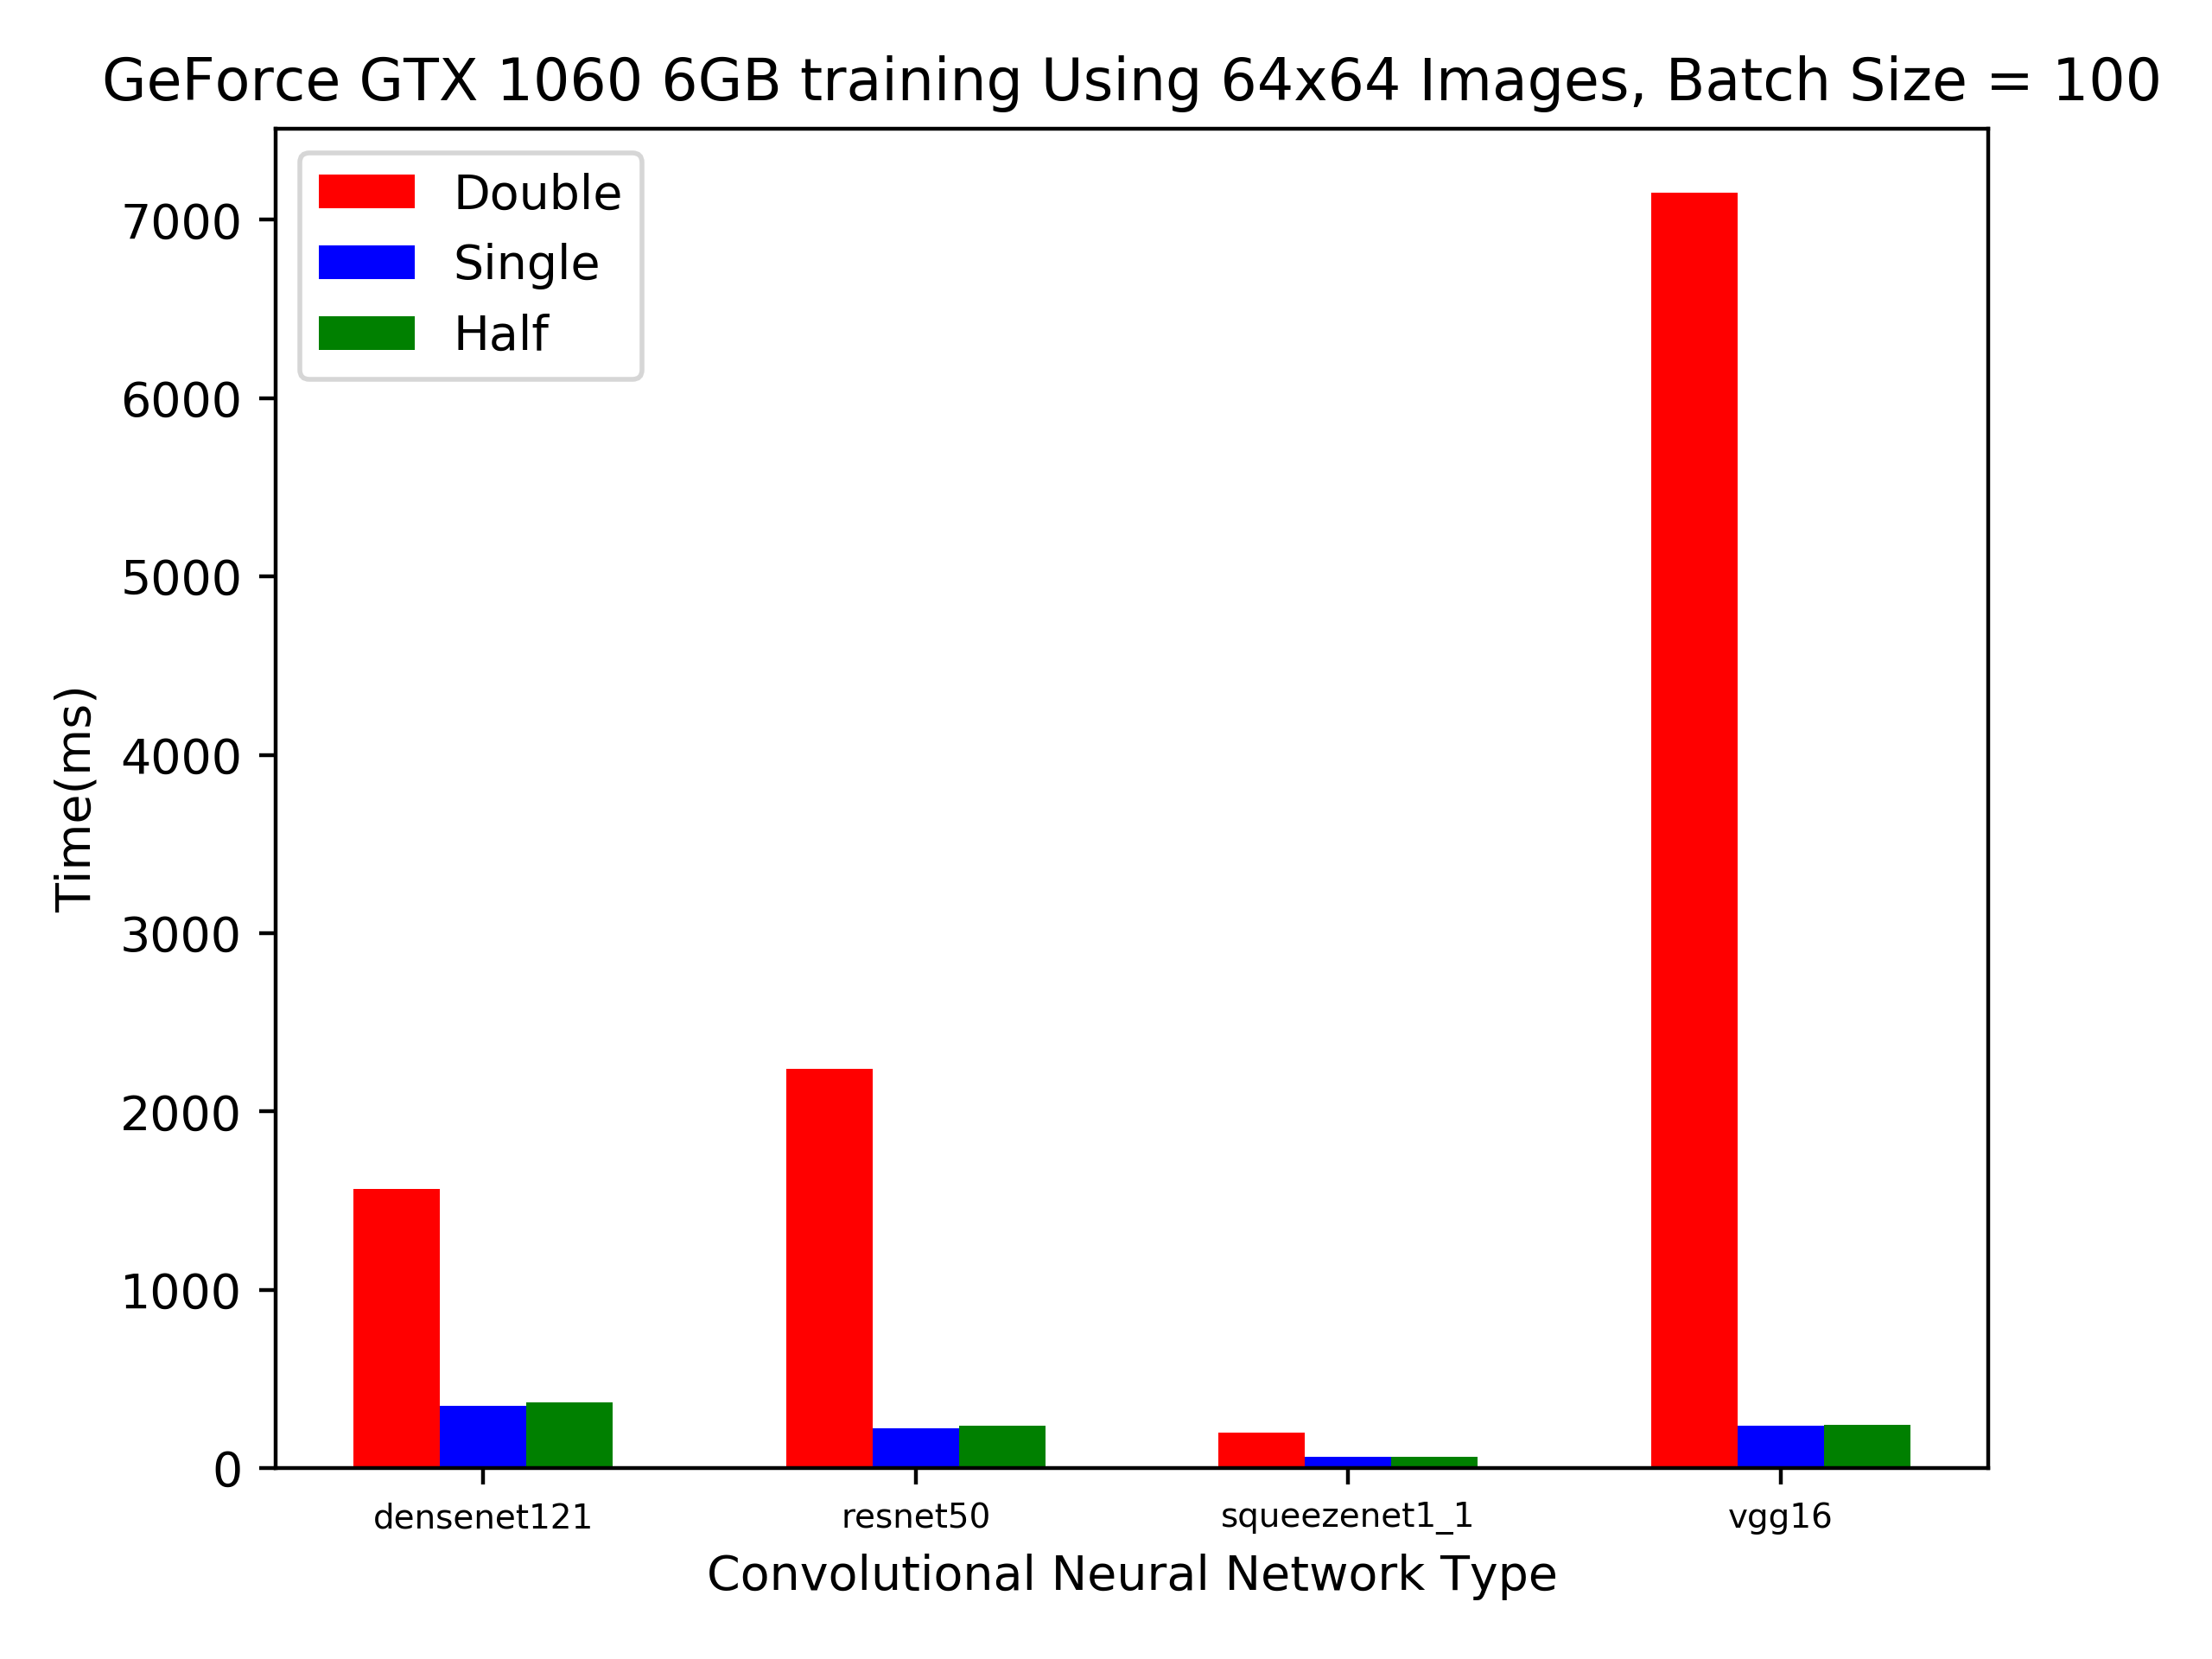 GeForce GTX 1060 6GB training Using 64x64 Images, Batch Size = 100
Double
Single
Half
7000
6000
5000
4000
3000
2000
1000
0
Time(ms)
densenet121 resnet50 squeezenet1_1 vgg16
Convolutional Neural Network Type